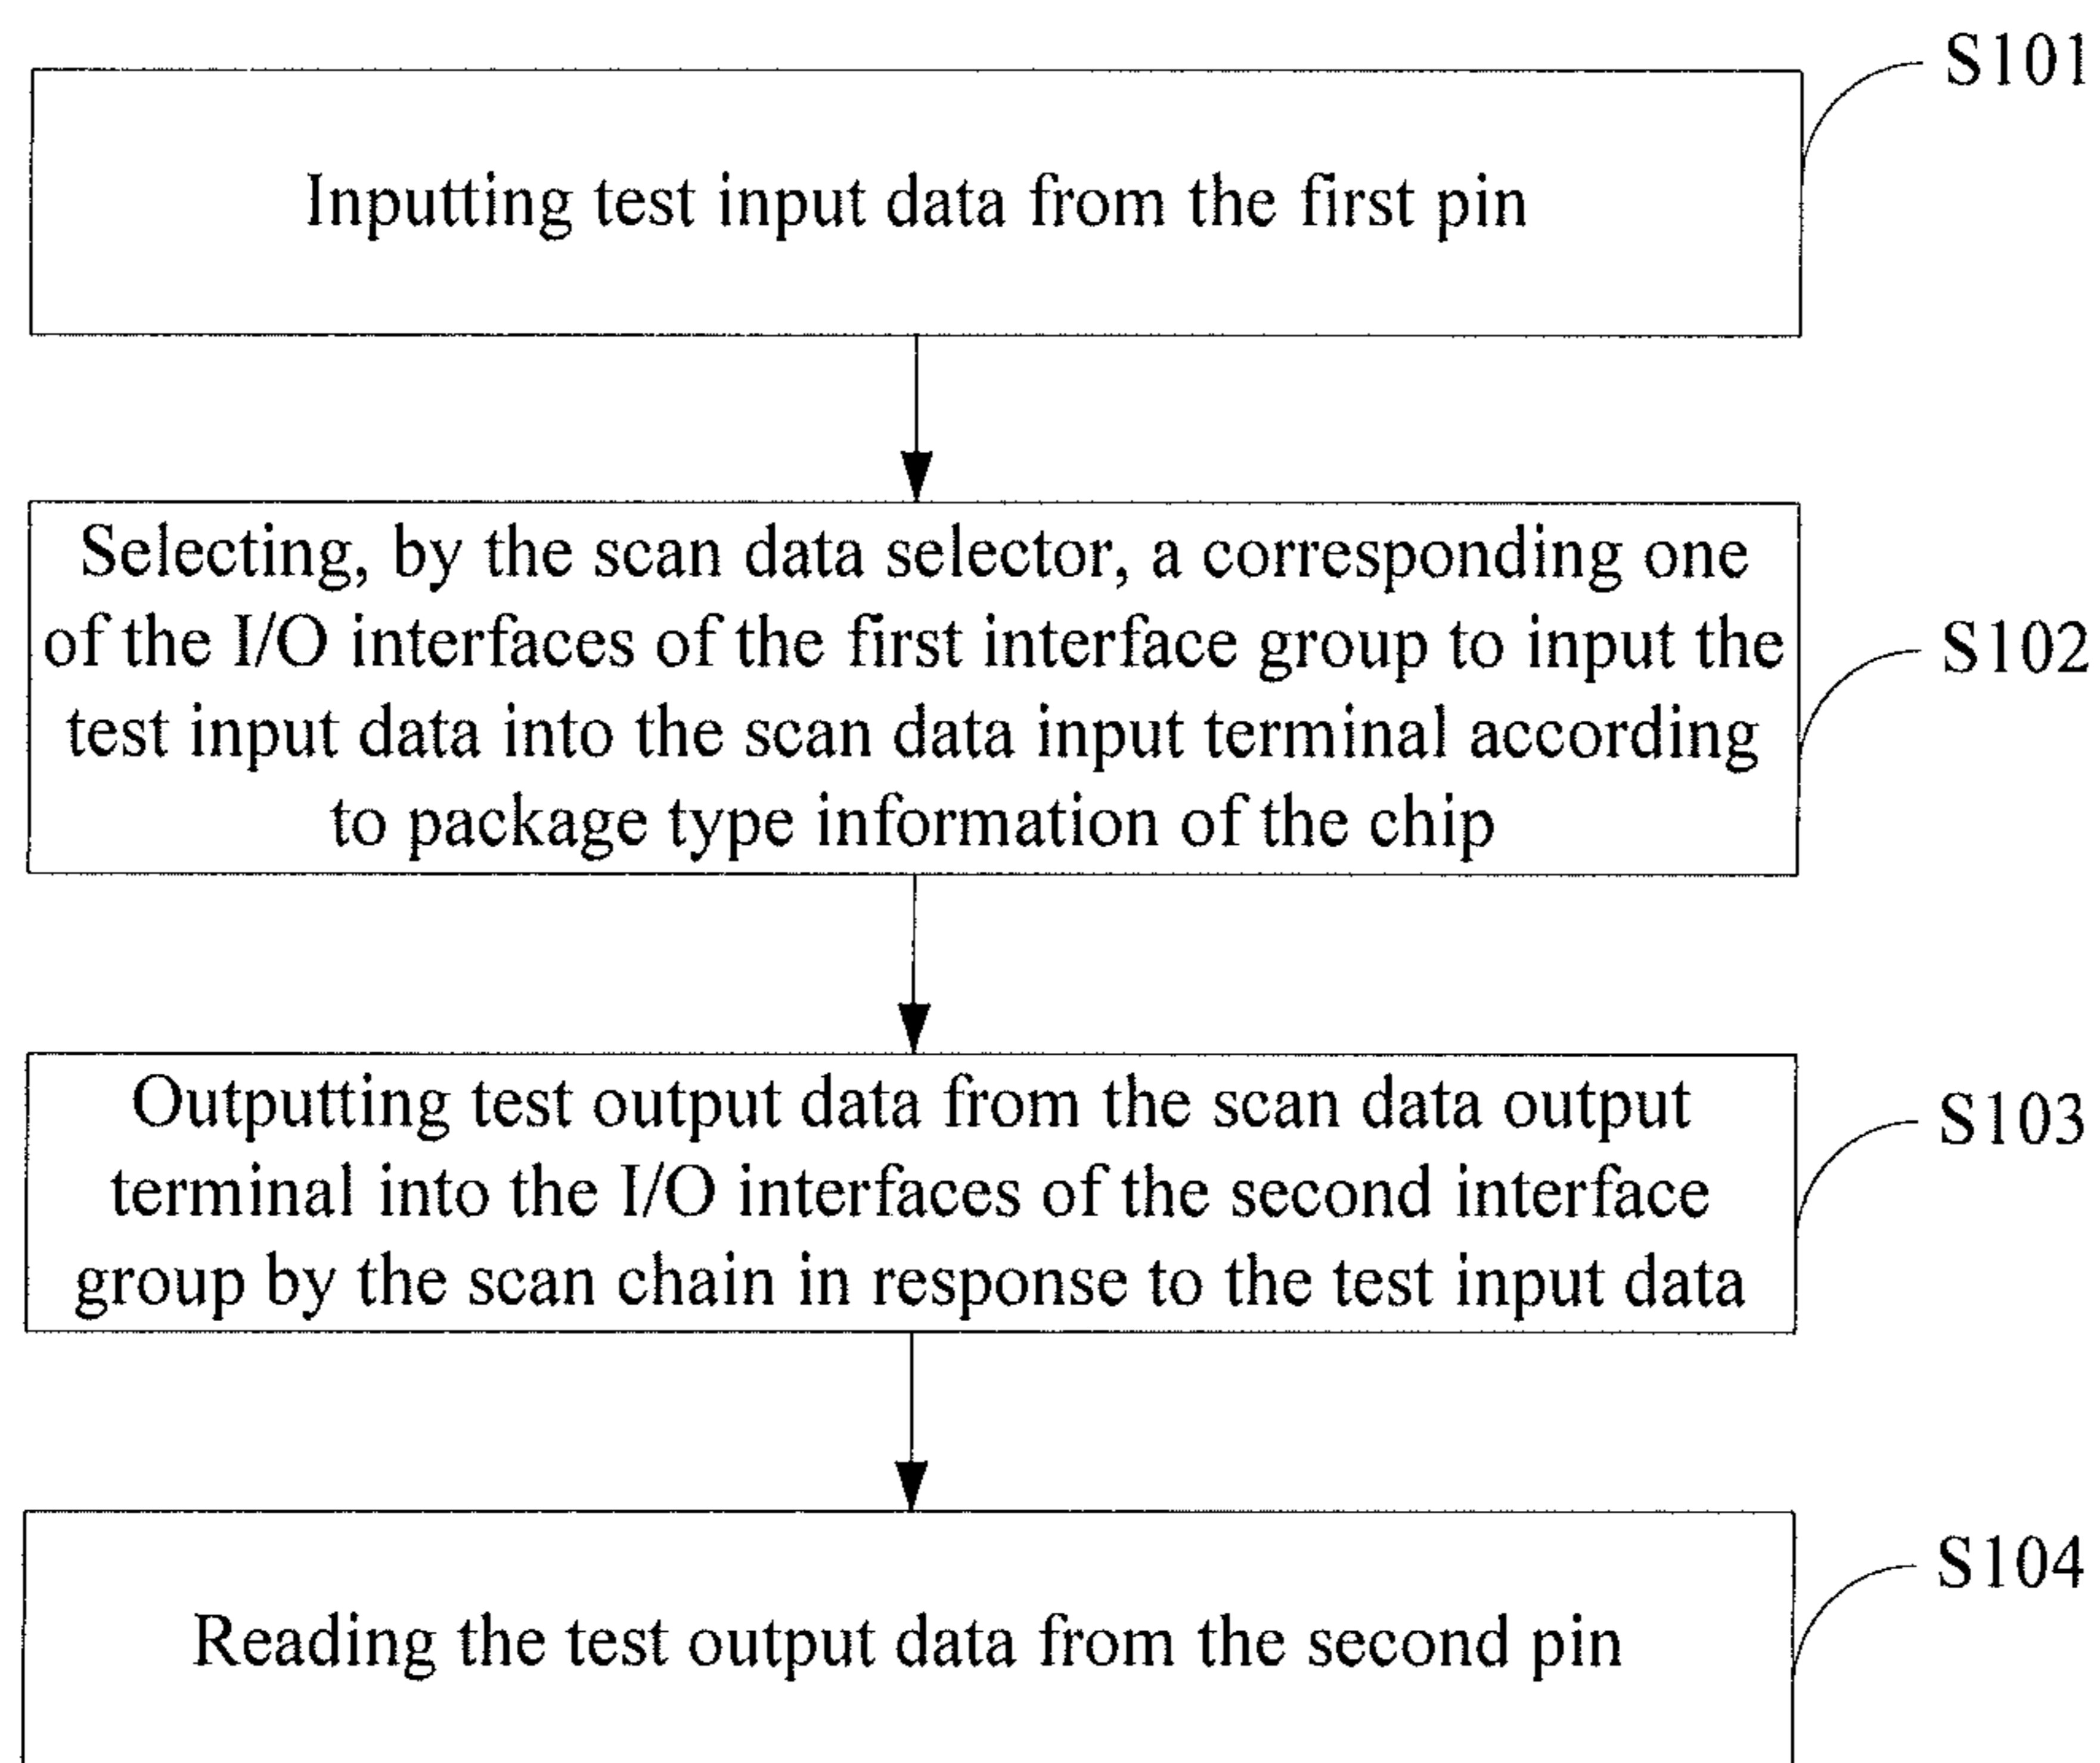 S101
Inputting test input data from the first pin
Selecting, by the scan data selector, a corresponding one
of the I/O interfaces of the first interface group to input the
test input data into the scan data input terminal according
to package type information of the chip
S102
Outputting test output data from the scan data output
terminal into the I/O interfaces of the second interface
group by the scan chain in response to the test input data
S103
Reading the test output data from the second pin
S104